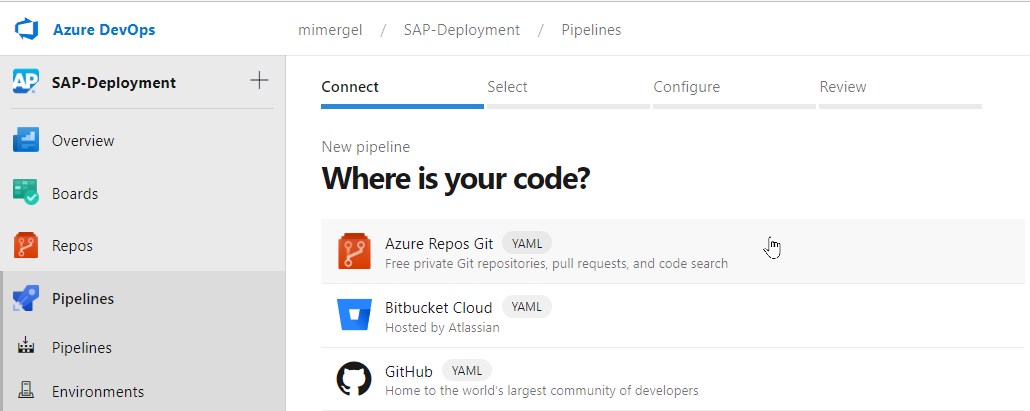 Azure DevOps
mimergel / SAP-Deployment / Pipelines
AP SAP-Deployment +
Overview
Boards
Repos
Pipelines
Pipelines
Environments
Connect Select Configure Review
New pipeline
Where is your code?
Azure Repos Git YAML
Free private Git repositories, pull requests, and code search
Bitbucket Cloud YAML
Hosted by Atlassian
GitHub YAML
Home to the world's largest community of developers